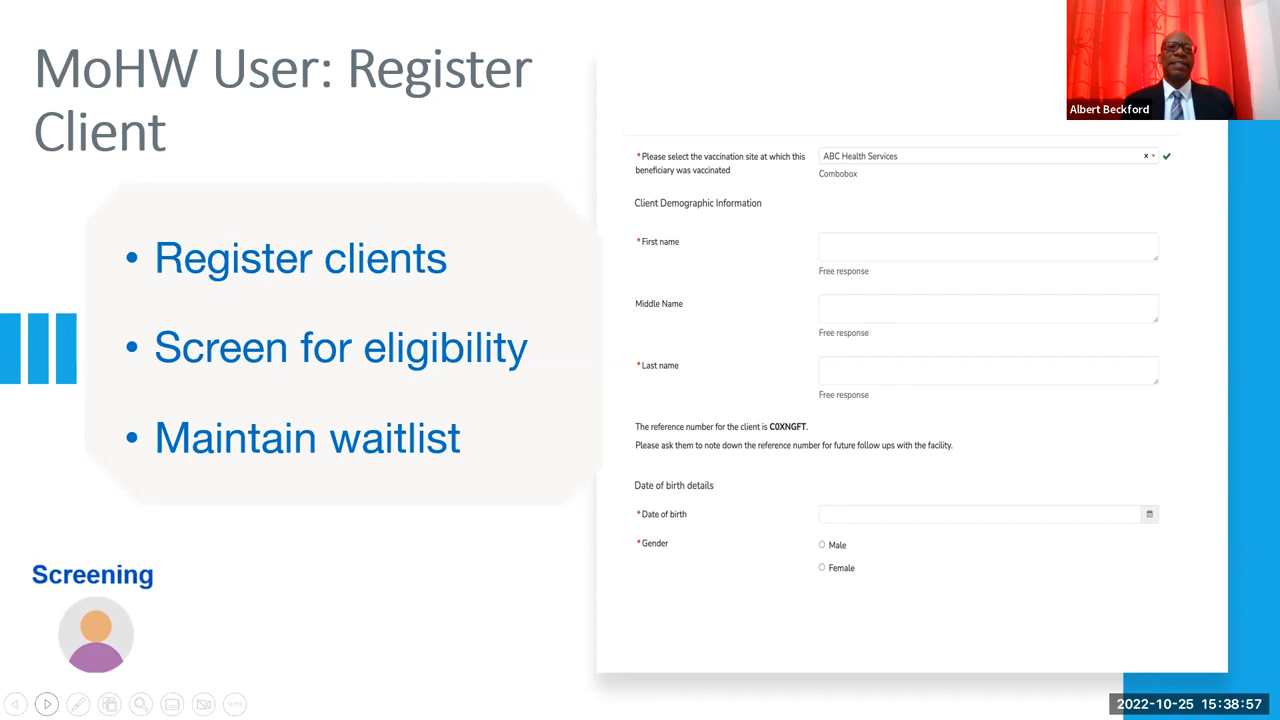 MoHW User: Register
Client
• Register clients
• Screen for eligibility
• Maintain waitlist
Screening
Albert Beckford
* Please select the vaccination site at which this
beneficiary was vaccinated
ABC Health Services
x
Combobox
Client Demographic Information
* First name
Free response
Middle Name
Free response
* Last name
Free response
The reference number for the client is C0XNGFT.
Please ask them to note down the reference number for future follow ups with the facility.
Date of birth details
* Date of birth
* Gender
Male
Female
2022-10-25 15:38:57